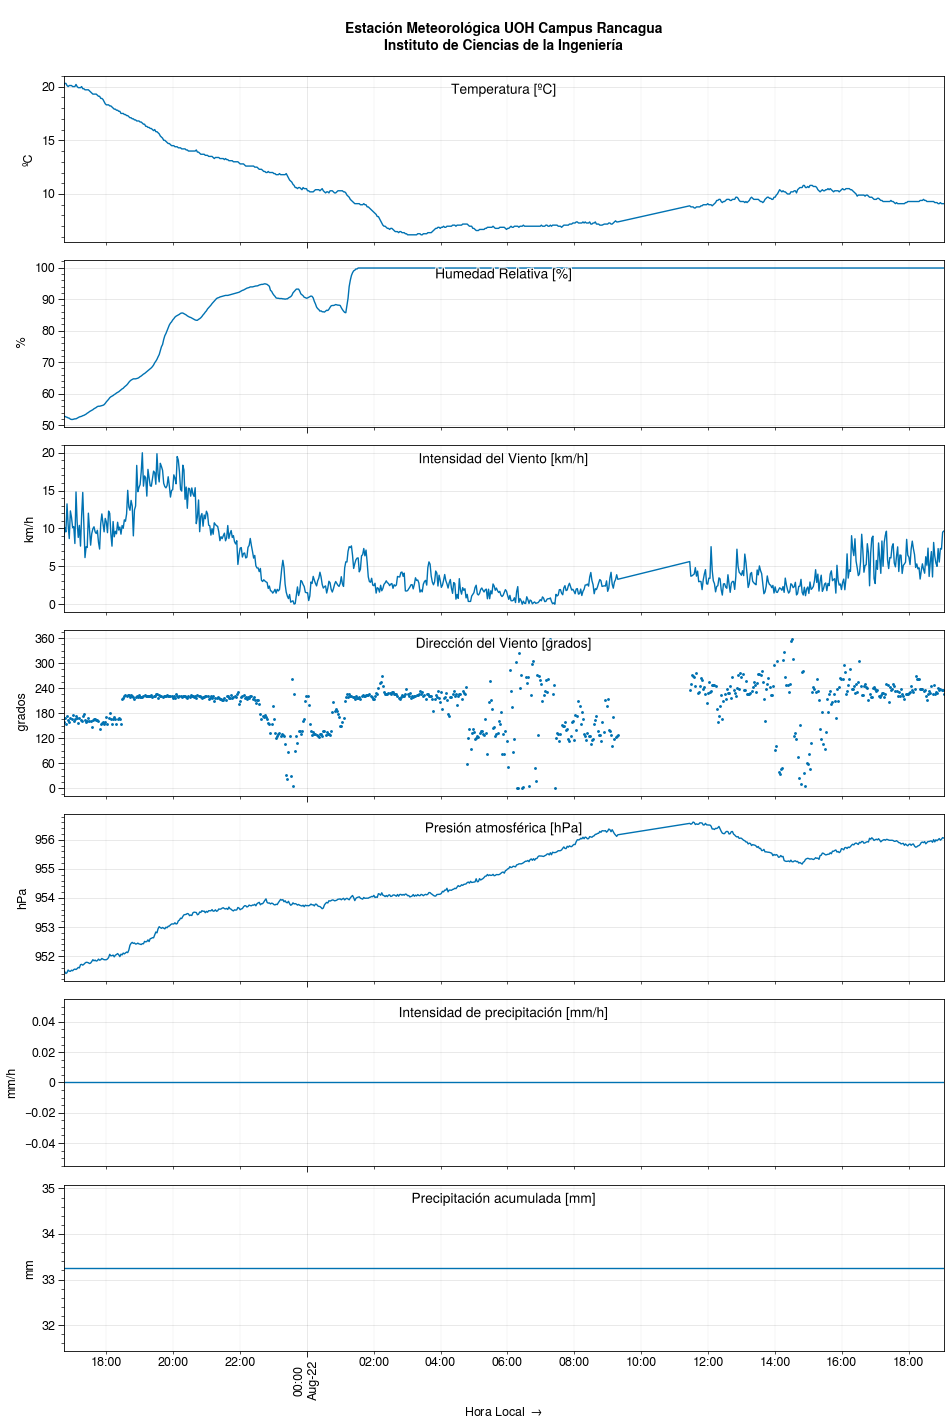 Estación Meteorológica UOH Campus Rancagua
Instituto de Ciencias de la Ingeniería
Temperatura [ºC]
ºC
20
15
10
Humedad Relativa [%]
%
100
90
80
70
60
50
Intensidad del Viento [km/h]
km/h
20
15
10
5
0
Dirección del Viento [grados]
grados
360
300
240
180
120
60
0
Presión atmosférica [hPa]
hPa
956
955
954
953
952
Intensidad de precipitación [mm/h]
mm/h
0.04
0.02
0
−0.02
−0.04
Precipitación acumulada [mm]
mm
35
34
33
32
18:00 20:00 22:00 00:00 02:00 04:00 06:00 08:00 10:00 12:00 14:00 16:00 18:00
Aug-22
Hora Local →